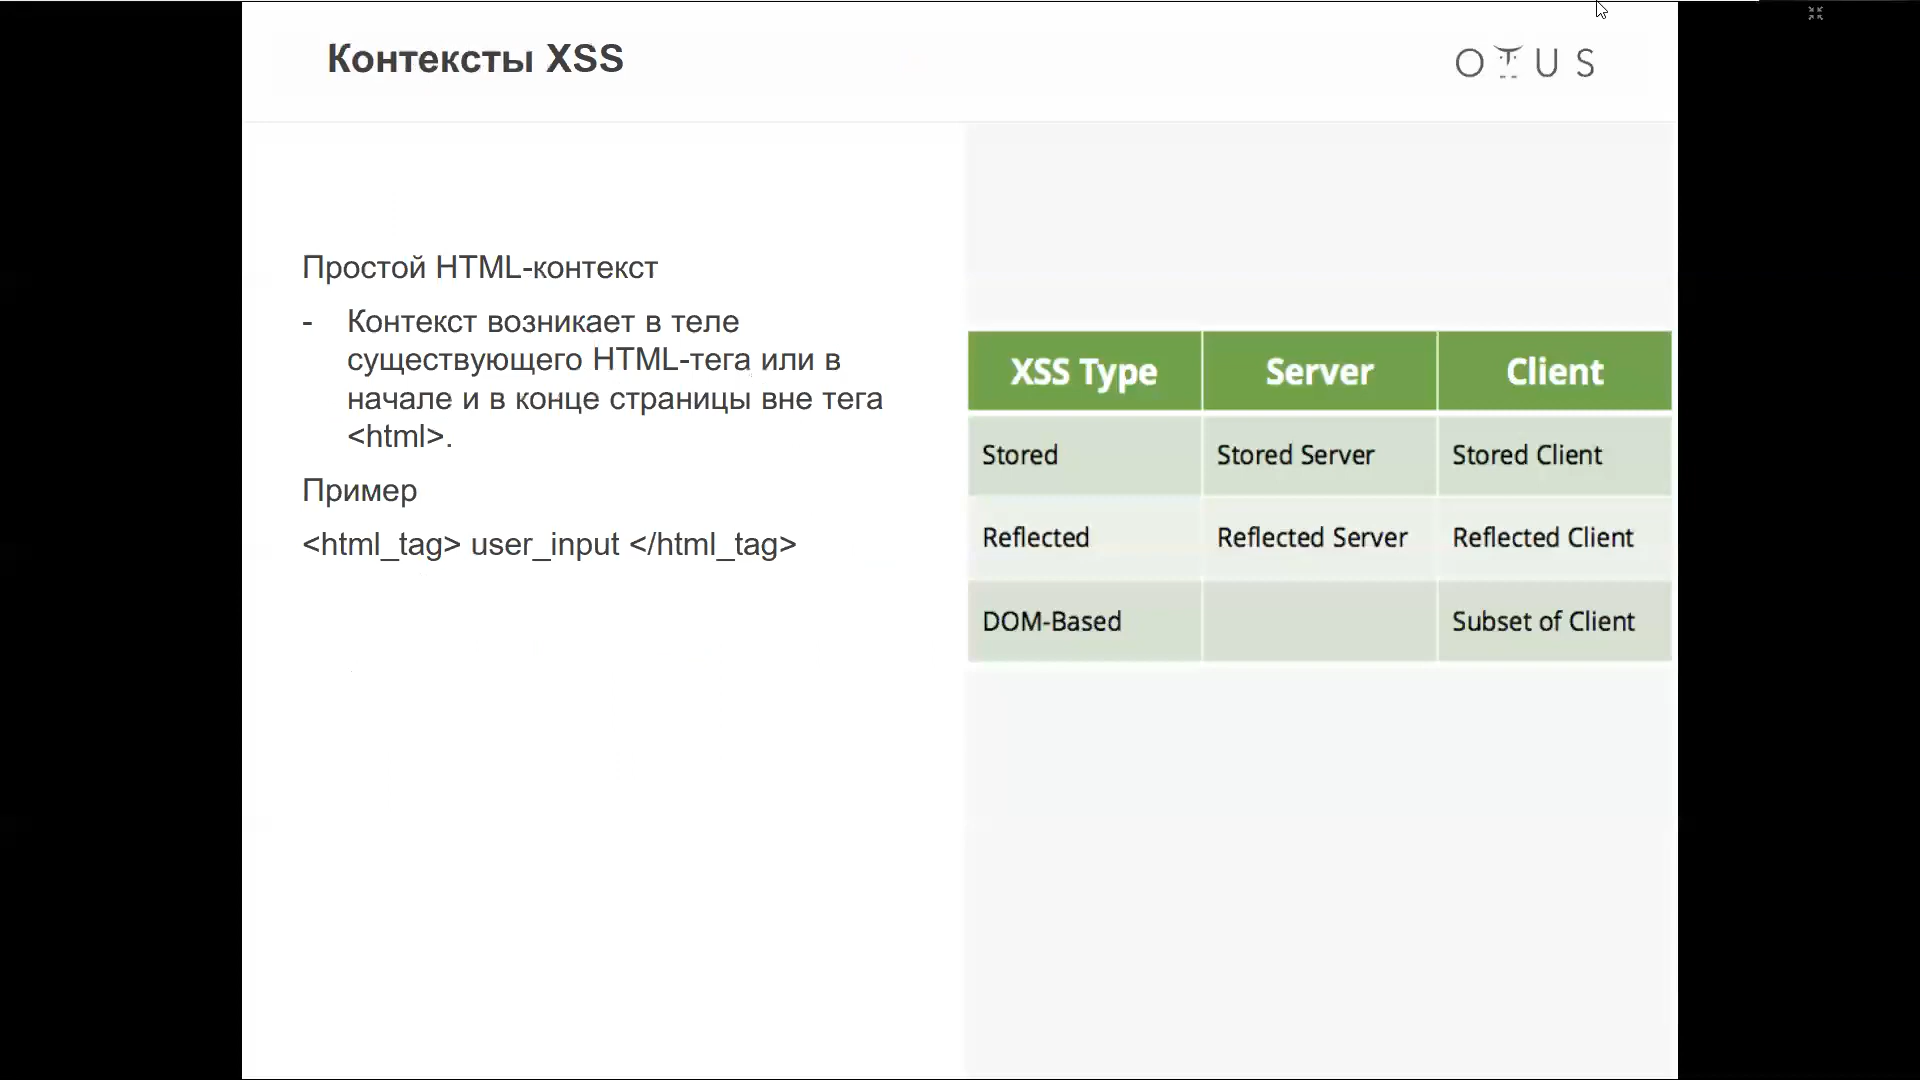 Контексты XSS
OTUS
Простой HTML-контекст
- Контекст возникает в теле
существующего HTML-тега или в
начале и в конце страницы вне тега
<html>.
Пример
<html_tag> user_input </html_tag>
XSS Type Server Client
Stored Stored Server Stored Client
Reflected Reflected Server Reflected Client
DOM-Based Subset of Client